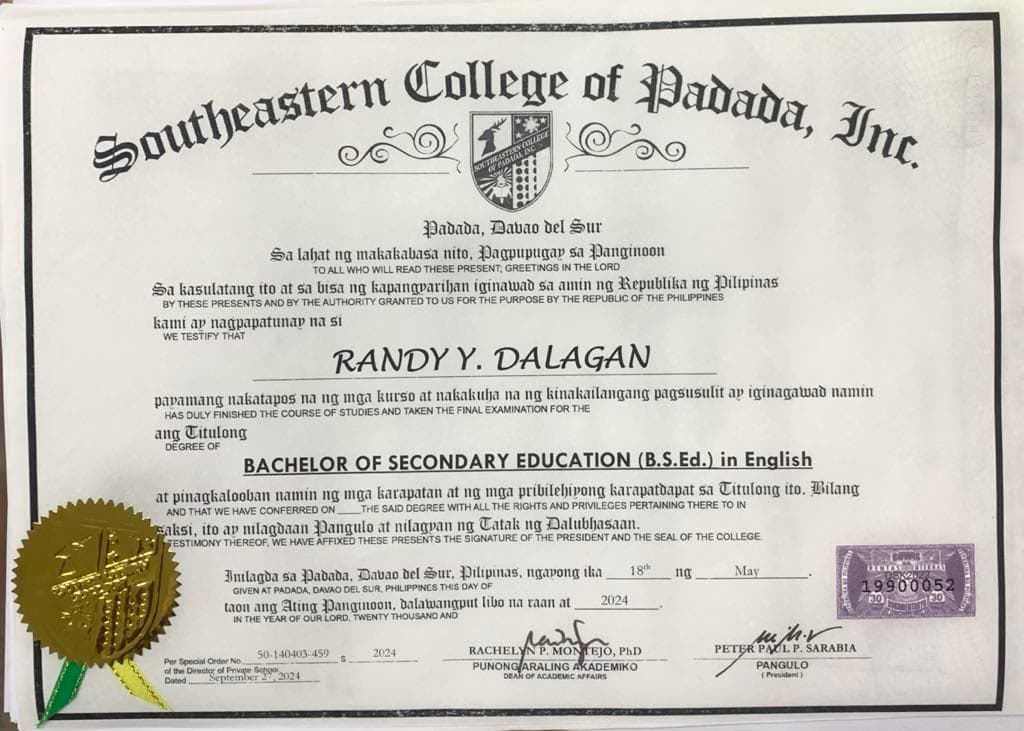 Southeastern College of Padada, Inc.
SOUTHEASTERN COLLEGE
OF PADADA, INC.
Padada, Davao del Sur
Sa lahat ng makakabasa nito, Pagpupugay sa Panginoon
TO ALL WHO WILL READ THESE PRESENT; GREETINGS IN THE LORD
Sa kasulatang ito at sa bisa ng kapangyarihan iginawad sa amin ng Republika ng Pilipinas
BY THESE PRESENTS AND BY THE AUTHORITY GRANTED TO US FOR THE PURPOSE BY THE REPUBLIC OF THE PHILIPPINES
kami ay nagpapatunay na si
WE TESTIFY THAT
RANDY Y. DALAGAN
payamang nakatapos na ng mga kurso at nakakuha na ng kinakailangang pagsusulit ay iginagawad namin
HAS DULY FINISHED THE COURSE OF STUDIES AND TAKEN THE FINAL EXAMINATION FOR THE
ang Titulong
DEGREE OF
BACHELOR OF SECONDARY EDUCATION (B.S.Ed.) in English
at pinagkalooban namin ng mga karapatan at ng mga pribilehiyong karapatdapat sa Titulong ito. Bilang
AND THAT WE HAVE CONFERRED ON ____THE SAID DEGREE WITH ALL THE RIGHTS AND PRIVILEGES PERTAINING THERE TO IN
saksi, ito ay nilagdaan Pangulo at nilagyan ng Tatak ng Dalubhasaan.
TESTIMONY THEREOF, WE HAVE AFFIXED THESE PRESENTS THE SIGNATURE OF THE PRESIDENT AND THE SEAL OF THE COLLEGE.
Inilagda sa Padada, Davao del Sur, Pilipinas, ngayong ika 18th ng May.
GIVEN AT PADADA, DAVAO DEL SUR, PHILIPPINES THIS DAY OF
taon ang Ating Panginoon, dalawangput libo na raan at 2024.
IN THE YEAR OF OUR LORD, TWENTY THOUSAND AND
19900052
30 30
Per Special Order No. 50-140403-459 s 2024
of the Director of Private School
Dated September 27, 2024
RACHELYN P. MONTEJO, PhD
PUNONG ARALING AKADEMIKO
DEAN OF ACADEMIC AFFAIRS
PETER PAUL P. SARABIA
PANGULO
( President )